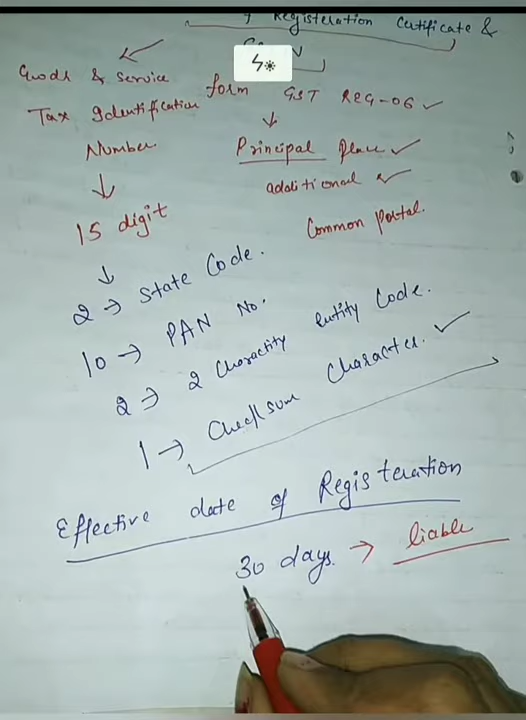 → Registeration Certificate &
Goods & Service
Tax Identification
Number
↓
15 digit
↓
form GST REG-06 ✓
↓
Principal place ✓
additional ✓
Common portal.
2 → State Code.
10 → PAN No.
2 → 2 Charactity entity Code.
1 → Checksum Character. ✓
Effective date of Registeration
30 days. → liable